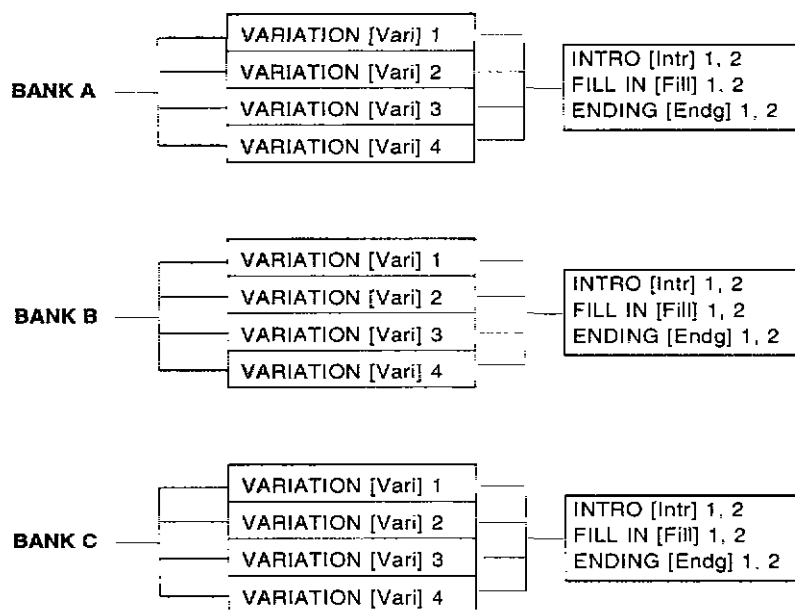 VARIATION [Vari] 1
VARIATION [Vari] 2
BANK A
VARIATION [Vari] 3
VARIATION [Vari] 4
INTRO [Intr] 1, 2
FILL IN [Fill] 1, 2
ENDING [Endg] 1, 2
VARIATION [Vari] 1
VARIATION [Vari] 2
BANK B
VARIATION [Vari] 3
VARIATION [Vari] 4
INTRO [Intr] 1, 2
FILL IN [Fill] 1, 2
ENDING [Endg] 1, 2
VARIATION [Vari] 1
VARIATION [Vari] 2
BANK C
VARIATION [Vari] 3
VARIATION [Vari] 4
INTRO [Intr] 1, 2
FILL IN [Fill] 1, 2
ENDING [Endg] 1, 2